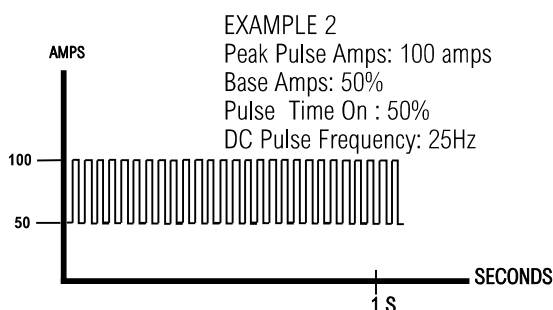 EXAMPLE 2
Peak Pulse Amps: 100 amps
Base Amps: 50%
Pulse Time On : 50%
DC Pulse Frequency: 25Hz
AMPS
100
50
SECONDS
1 S